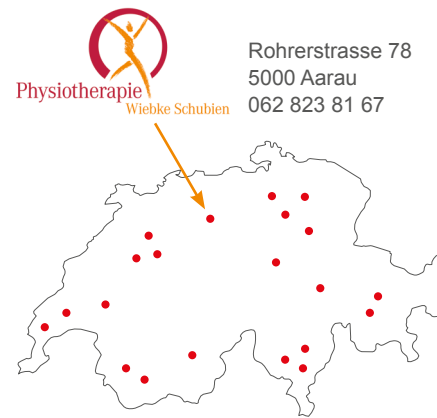 Physiotherapie
Wiebke Schubien
Rohrerstrasse 78
5000 Aarau
062 823 81 67